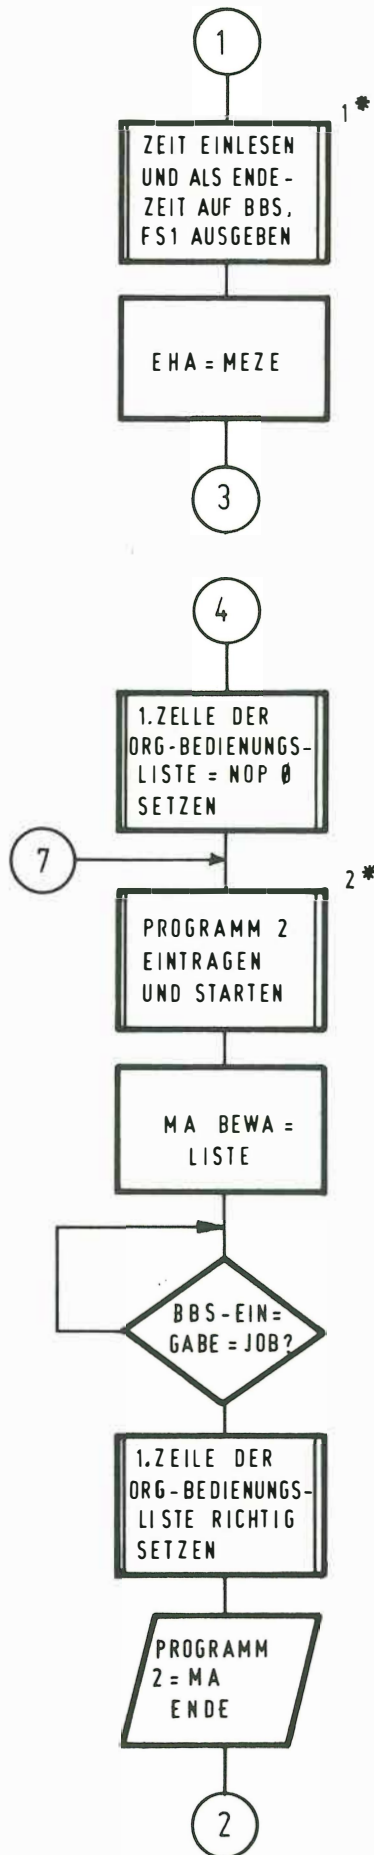 1
1*
ZEIT EINLESEN
UND ALS ENDE-
ZEIT AUF BBS,
FS1 AUSGEBEN
EHA = MEZE
3
4
1.ZELLE DER
ORG-BEDIENUNGS-
LISTE = NOP Ø
SETZEN
7
2*
PROGRAMM 2
EINTRAGEN
UND STARTEN
MA BEWA =
LISTE
BBS-EIN=
GABE = JOB?
1.ZEILE DER
ORG-BEDIENUNGS-
LISTE RICHTIG
SETZEN
PROGRAMM
2 = MA
ENDE
2